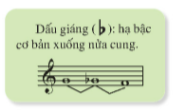 Dấu giáng (♭): hạ bậc
cơ bản xuống nửa cung.